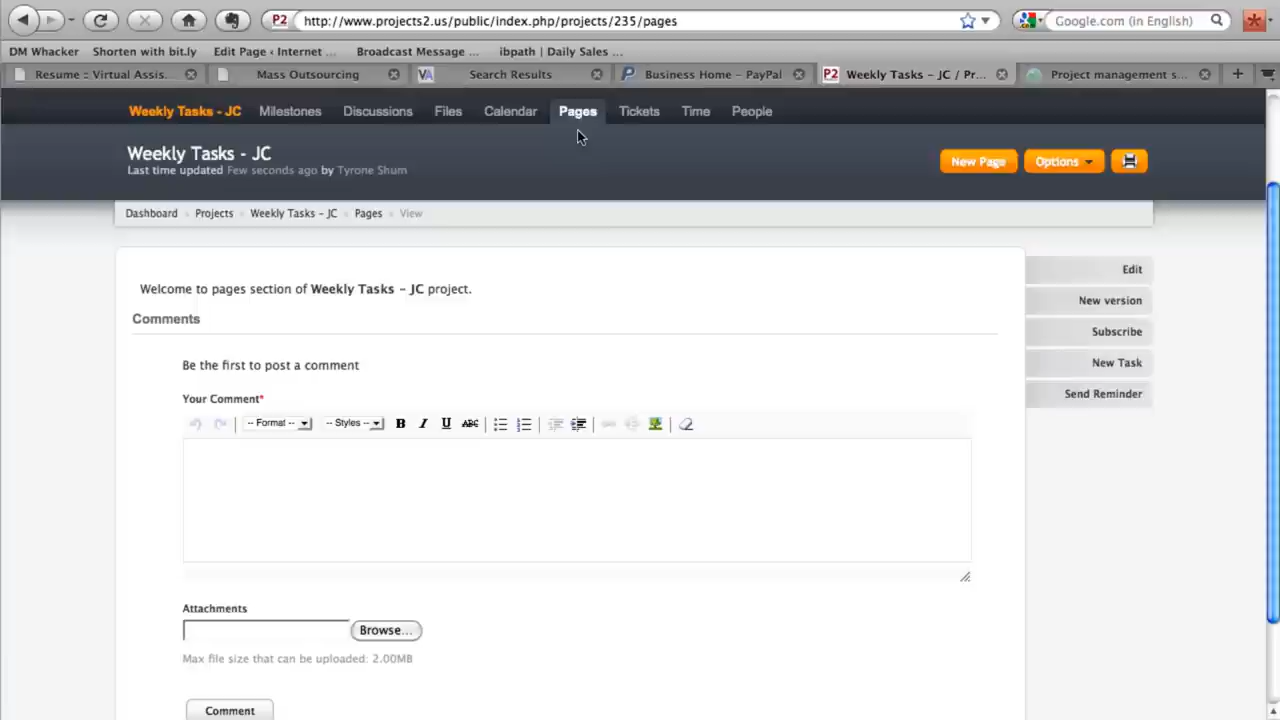 P2 http://www.projects2.us/public/index.php/projects/235/pages Google.com (in English)
DM Whacker Shorten with bit.ly Edit Page ‹ Internet ... Broadcast Message ... ibpath | Daily Sales ...
Resume :: Virtual Assis... Mass Outsourcing VA Search Results Business Home - PayPal P2 Weekly Tasks - JC / Pr... Project management s...
Weekly Tasks - JC Milestones Discussions Files Calendar Pages Tickets Time People
Weekly Tasks - JC
Last time updated Few seconds ago by Tyrone Shum
New Page Options
Dashboard » Projects » Weekly Tasks - JC » Pages » View
Welcome to pages section of Weekly Tasks - JC project.
Comments
Be the first to post a comment
Your Comment*
-- Format -- -- Styles -- B I U ABC
Attachments
Browse...
Max file size that can be uploaded: 2.00MB
Comment
Edit
New version
Subscribe
New Task
Send Reminder